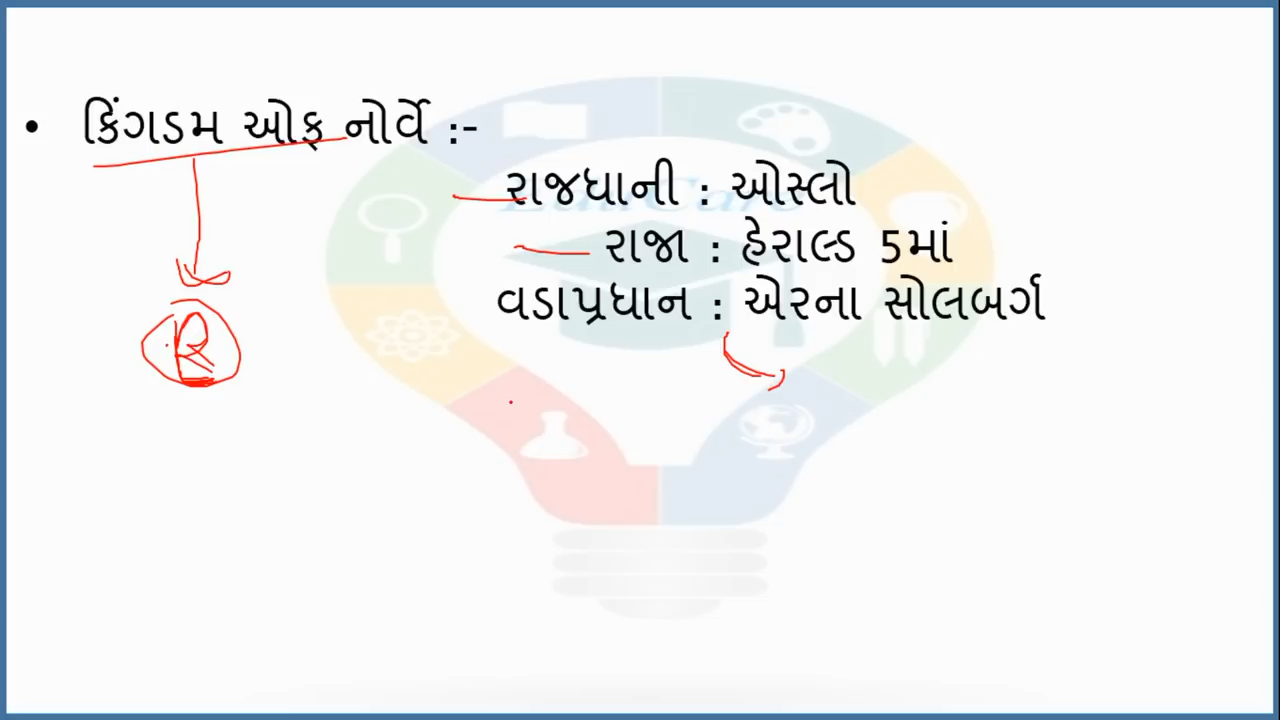 • કિંગડમ ઓફ નોર્વે :-
રાજધાની : ઓસ્લો
રાજા : હેરાલ્ડ 5માં
વડાપ્રધાન : એરના સોલબર્ગ
R